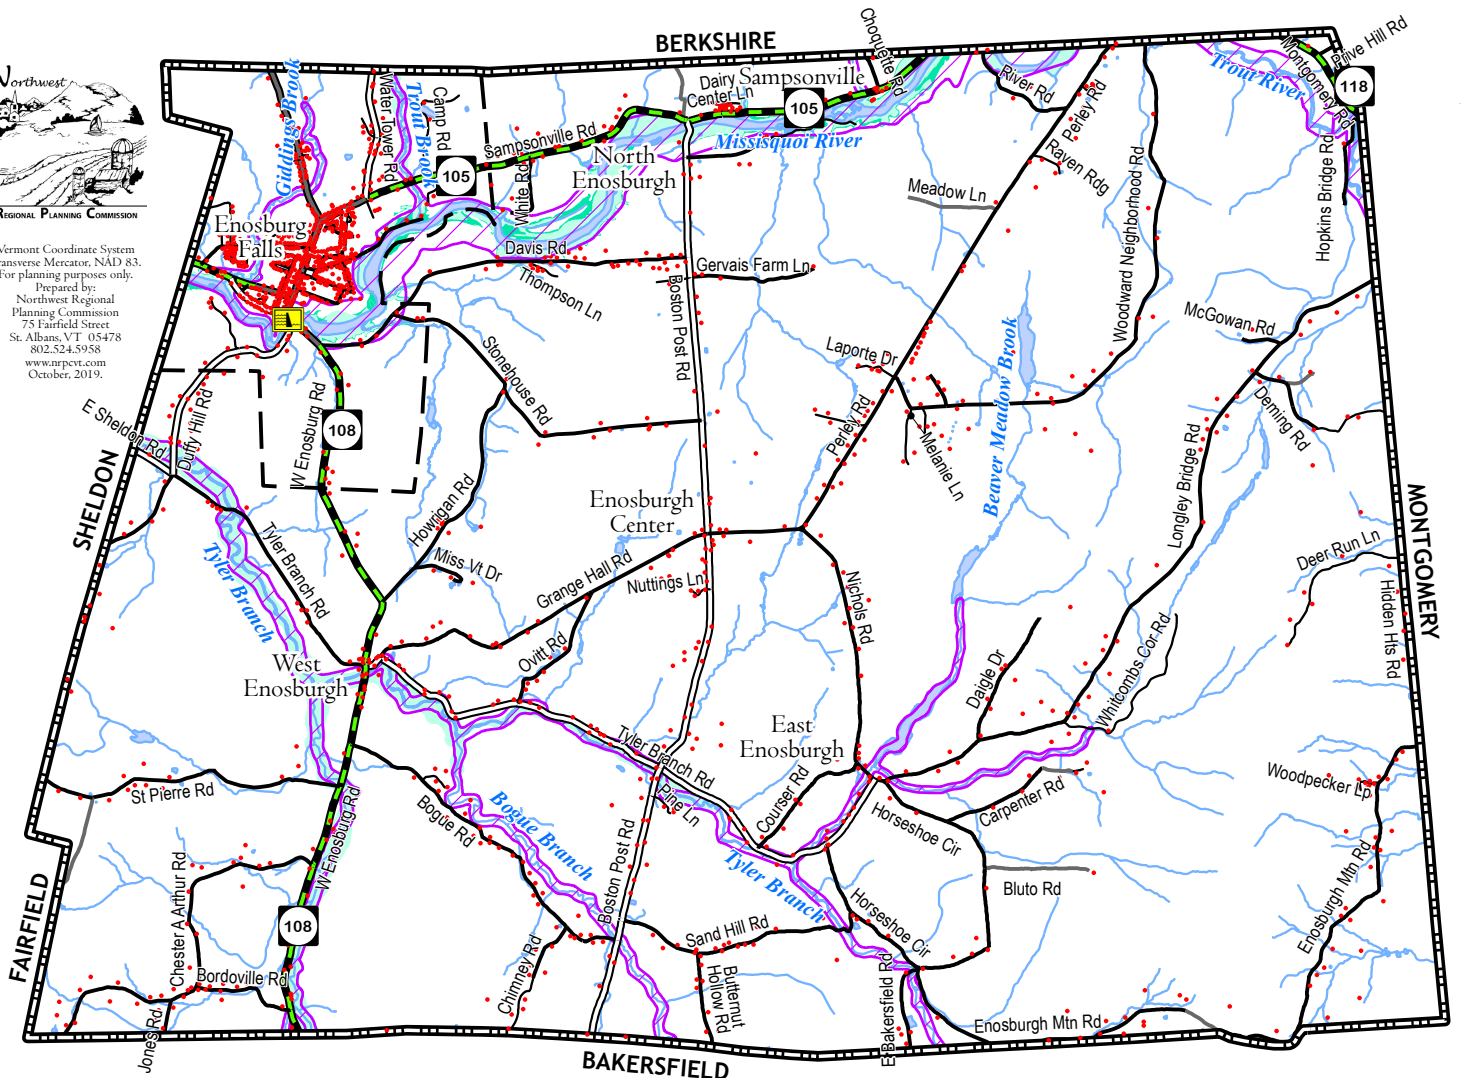 BERKSHIRE
Northwest
REGIONAL PLANNING COMMISSION
Vermont Coordinate System
Transverse Mercator, NAD 83.
For planning purposes only.
Prepared by:
Northwest Regional
Planning Commission
75 Fairfield Street
St. Albans, VT 05478
802.524.5958
www.nrpcvt.com
October, 2019.
Choquette Rd
Prive Hill Rd
Montgomery Rd
118
Trout River
Giddings Brook
Water Tower Rd
Trout Brook
Camp Rd
105
Sampsonville Rd
White Rd
Dairy
Center Ln
Sampsonville
105
Missisquoi River
River Rd
Perley Rd
Raven Rdg
Meadow Ln
Woodward Neighborhood Rd
Hopkins Bridge Rd
North
Enosburgh
Enosburg
Falls
Davis Rd
Thompson Ln
Gervais Farm Ln
Boston Post Rd
Stonehouse Rd
Laporte Dr
Perley Rd
Melanie Ln
Beaver Meadow Brook
McGowan Rd
Deming Rd
Longley Bridge Rd
E Sheldon Rd
Duffy Hill Rd
W Enosburg Rd
108
SHELDON
Howrigan Rd
Miss Vt Dr
Tyler Branch
Tyler Branch Rd
Enosburgh
Center
Grange Hall Rd
Nuttings Ln
Ovitt Rd
Nichols Rd
MONTGOMERY
Deer Run Ln
Hidden Hts Rd
Whitcombs Cor Rd
Daigle Dr
West
Enosburgh
East
Enosburgh
Tyler Branch Rd
Pine Ln
Courser Rd
Horseshoe Cir
Carpenter Rd
Woodpecker Lp
St Pierre Rd
Bogue Rd
Bogue Branch
Boston Post Rd
W Enosburg Rd
Tyler Branch
Bluto Rd
Enosburgh Mtn Rd
Chester A Arthur Rd
108
Bordoville Rd
FAIRFIELD
Jones Rd
Chimney Rd
Sand Hill Rd
Butternut
Hollow Rd
Horseshoe Cir
E Bakersfield Rd
Enosburgh Mtn Rd
BAKERSFIELD